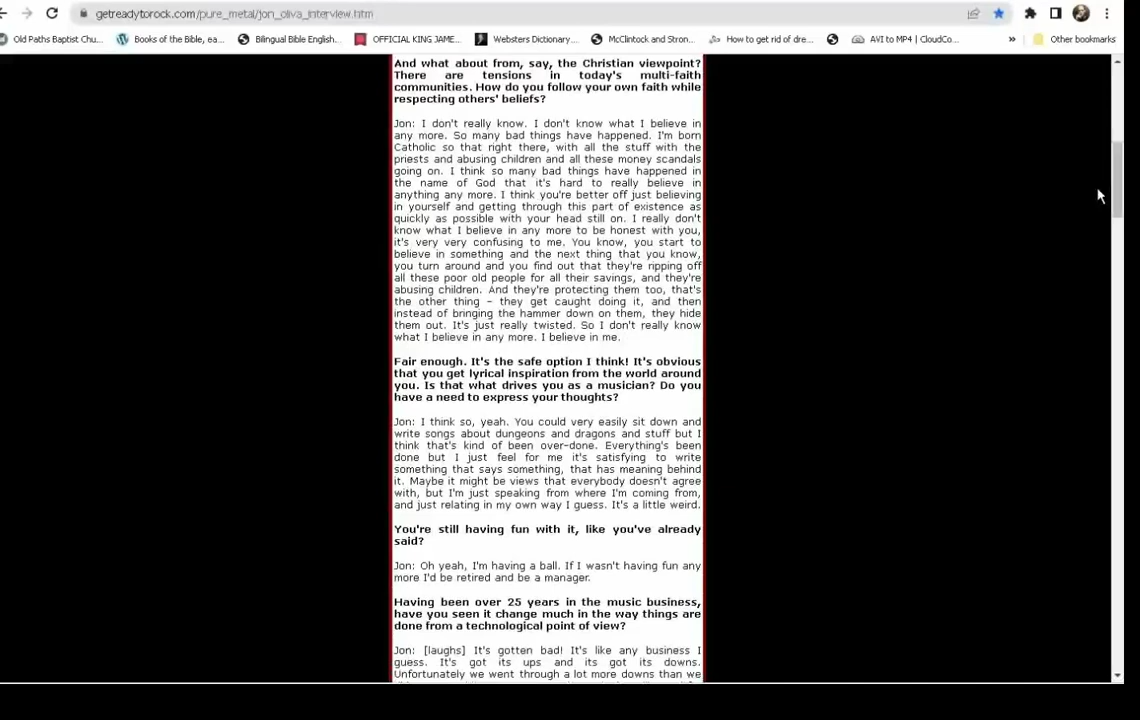 getreadytorock.com/pure_metal/jon_oliva_interview.htm
Old Paths Baptist Chu... Books of the Bible, ea... Bilingual Bible English... OFFICIAL KING JAME... Websters Dictionary... McClintock and Stron... How to get rid of dre... AVI to MP4 | CloudCo... » Other bookmarks
And what about from, say, the Christian viewpoint?
There are tensions in today's multi-faith
communities. How do you follow your own faith while
respecting others' beliefs?
Jon: I don't really know. I don't know what I believe in
any more. So many bad things have happened. I'm born
Catholic so that right there, with all the stuff with the
priests and abusing children and all these money scandals
going on. I think so many bad things have happened in
the name of God that it's hard to really believe in
anything any more. I think you're better off just believing
in yourself and getting through this part of existence as
quickly as possible with your head still on. I really don't
know what I believe in any more to be honest with you,
it's very very confusing to me. You know, you start to
believe in something and the next thing that you know,
you turn around and you find out that they're ripping off
all these poor old people for all their savings, and they're
abusing children. And they're protecting them too, that's
the other thing – they get caught doing it, and then
instead of bringing the hammer down on them, they hide
them out. It's just really twisted. So I don't really know
what I believe in any more. I believe in me.
Fair enough. It's the safe option I think! It's obvious
that you get lyrical inspiration from the world around
you. Is that what drives you as a musician? Do you
have a need to express your thoughts?
Jon: I think so, yeah. You could very easily sit down and
write songs about dungeons and dragons and stuff but I
think that's kind of been over-done. Everything's been
done but I just feel for me it's satisfying to write
something that says something, that has meaning behind
it. Maybe it might be views that everybody doesn't agree
with, but I'm just speaking from where I'm coming from,
and just relating in my own way I guess. It's a little weird.
You're still having fun with it, like you've already
said?
Jon: Oh yeah, I'm having a ball. If I wasn't having fun any
more I'd be retired and be a manager.
Having been over 25 years in the music business,
have you seen it change much in the way things are
done from a technological point of view?
Jon: [laughs] It's gotten bad! It's like any business I
guess. It's got its ups and its got its downs.
Unfortunately we went through a lot more downs than we